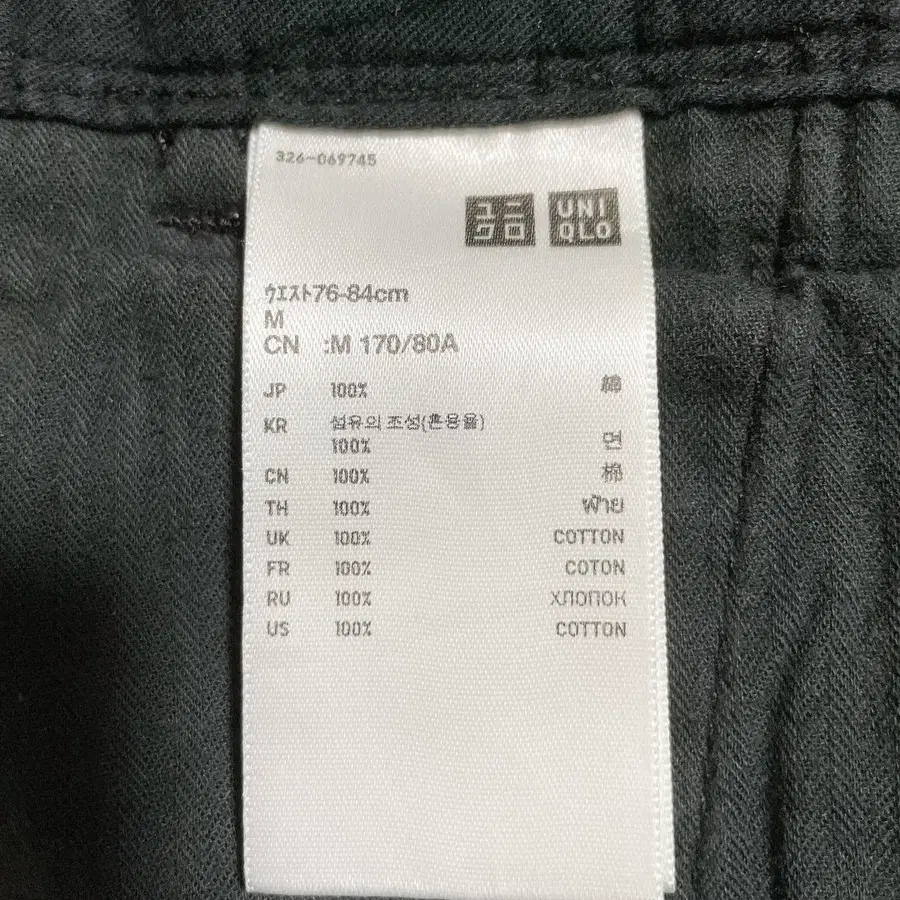 326-069745
ユニ UNI
クロ QLO
ウエスト76-84cm
M
CN :M 170/80A
JP 100% 綿
KR 섬유의 조성(혼용율)
100% 면
CN 100% 棉
TH 100% ฝ้าย
UK 100% COTTON
FR 100% COTON
RU 100% ХЛОПОК
US 100% COTTON